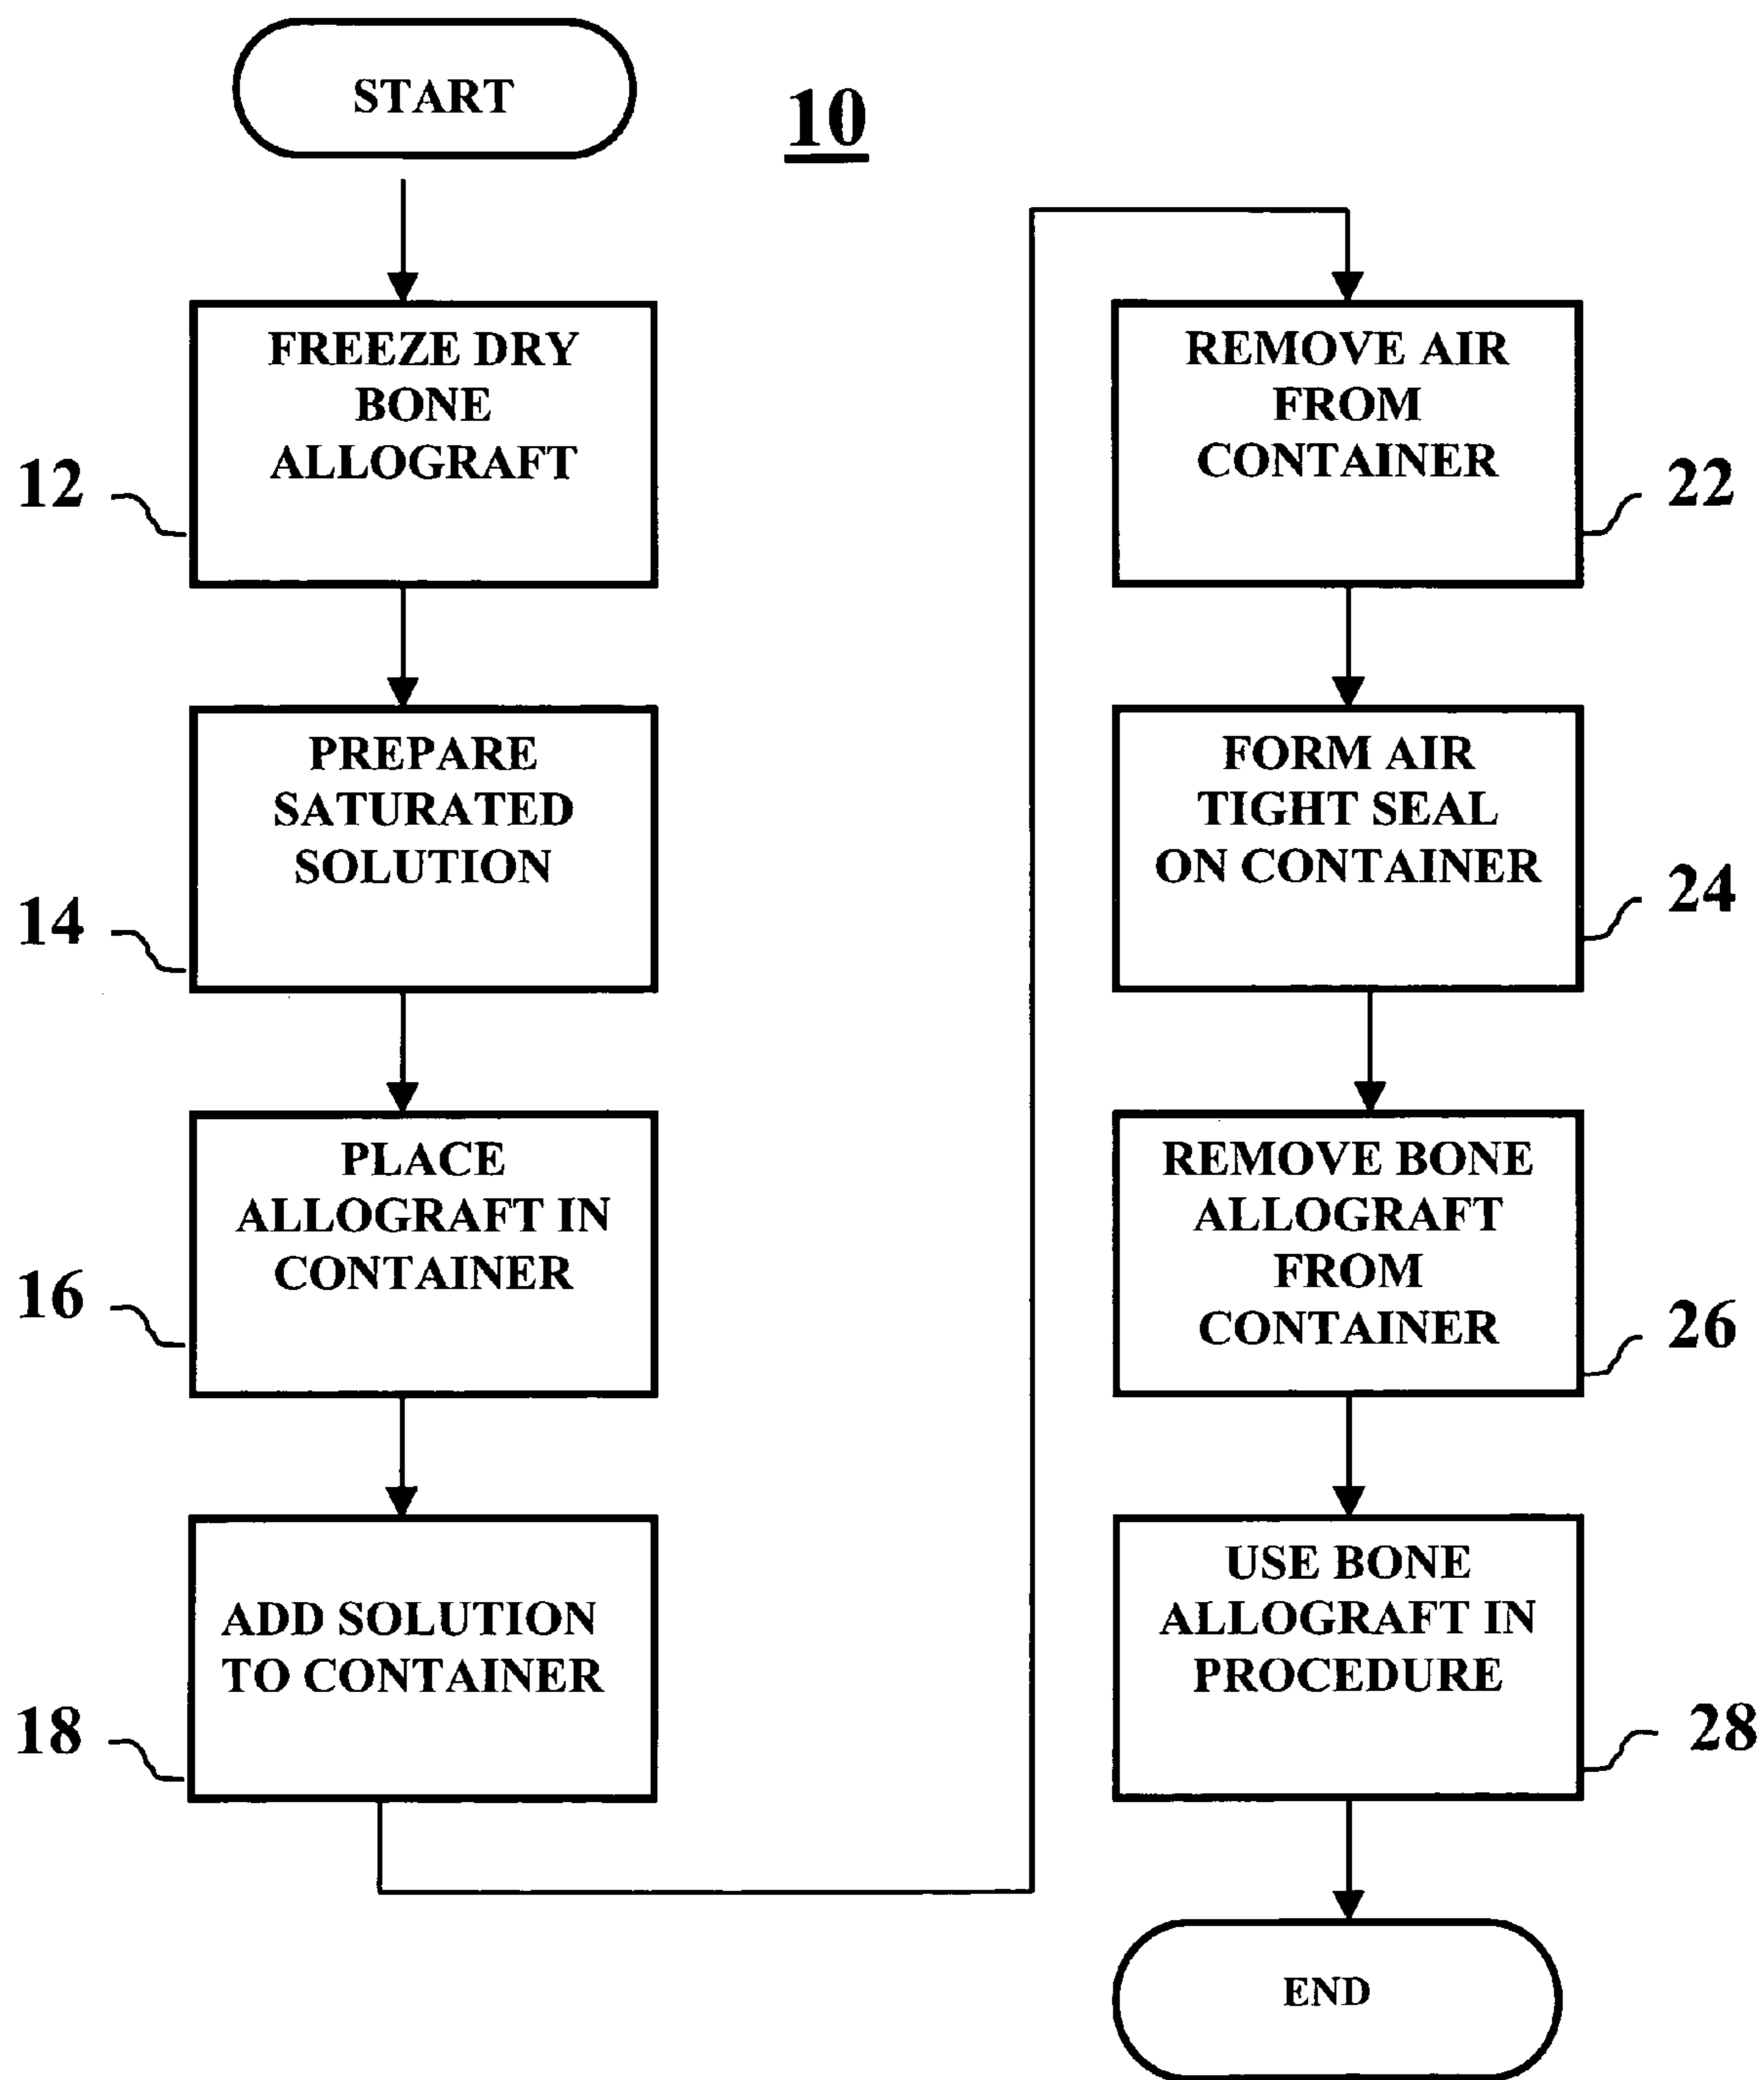 START
10
FREEZE DRY
BONE
ALLOGRAFT
12
PREPARE
SATURATED
SOLUTION
14
PLACE
ALLOGRAFT IN
CONTAINER
16
ADD SOLUTION
TO CONTAINER
18
REMOVE AIR
FROM
CONTAINER
22
FORM AIR
TIGHT SEAL
ON CONTAINER
24
REMOVE BONE
ALLOGRAFT
FROM
CONTAINER
26
USE BONE
ALLOGRAFT IN
PROCEDURE
28
END